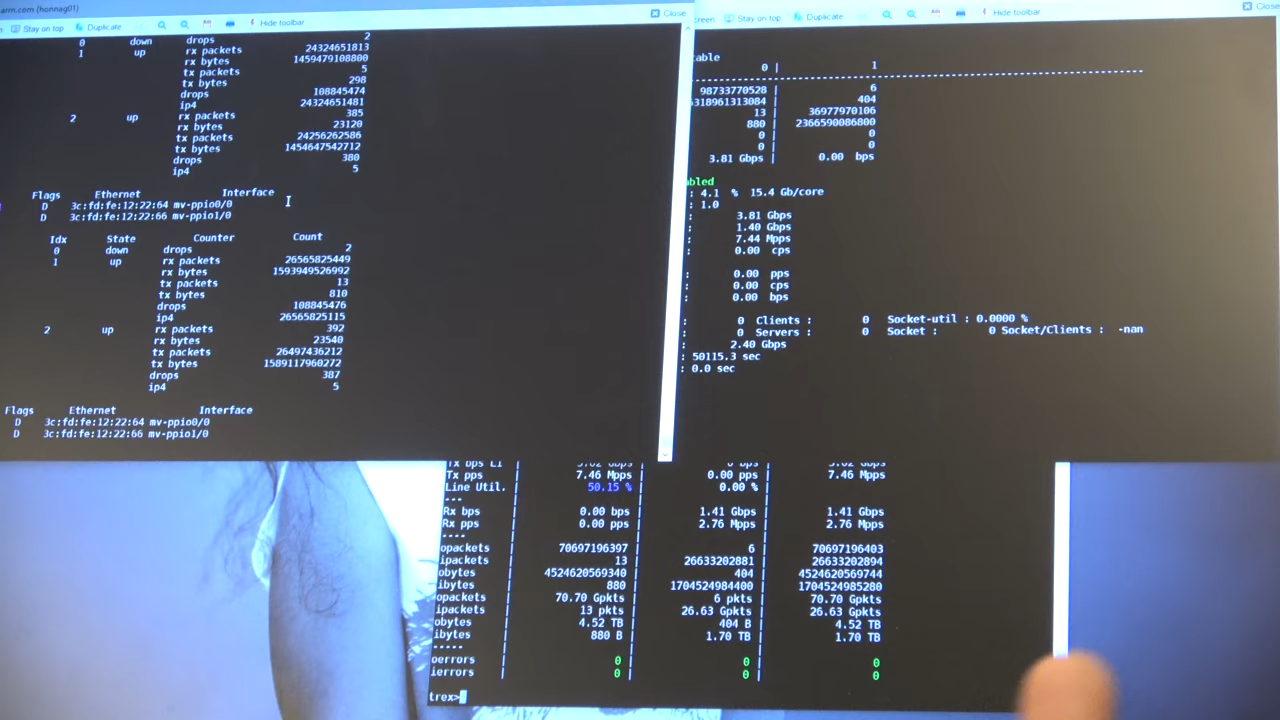 arm.com (honnag01)
Stay on top Duplicate Hide toolbar Close
drops 2
0 down rx packets 24324651813
1 up rx bytes 1459479108800
tx packets 5
tx bytes 298
drops 108845474
ip4 24324651481
2 up rx packets 385
rx bytes 23120
tx packets 24256262586
tx bytes 1454647542712
drops 380
ip4 5
Flags Ethernet Interface
D 3c:fd:fe:12:22:64 mv-ppio0/0
D 3c:fd:fe:12:22:66 mv-ppio1/0
Idx State Counter Count
0 down drops 2
1 up rx packets 26565825449
rx bytes 1593949526992
tx packets 13
tx bytes 810
drops 108845476
ip4 26565825115
2 up rx packets 392
rx bytes 23540
tx packets 26497436212
tx bytes 1589117960272
drops 387
ip4 5
Flags Ethernet Interface
D 3c:fd:fe:12:22:64 mv-ppio0/0
D 3c:fd:fe:12:22:66 mv-ppio1/0
Stay on top Duplicate Hide toolbar Close
0 | 1
98733770528 | 6
318961313084 | 404
13 | 36977970106
880 | 2366590086800
0 | 0
0 | 0
3.81 Gbps | 0.00 bps
: 4.1 % 15.4 Gb/core
: 1.0
: 3.81 Gbps
: 1.40 Gbps
: 7.44 Mpps
: 0.00 cps
: 0.00 pps
: 0.00 cps
: 0.00 bps
: 0 Clients : 0 Socket-util : 0.0000 %
: 0 Servers : 0 Socket : 0 Socket/Clients : -nan
: 2.40 Gbps
: 50115.3 sec
: 0.0 sec
Tx pps | 7.46 Mpps | 0.00 pps | 7.46 Mpps
Line Util. | 50.15 % | 0.00 % |
---
Rx bps | 0.00 bps | 1.41 Gbps | 1.41 Gbps
Rx pps | 0.00 pps | 2.76 Mpps | 2.76 Mpps
----
opackets | 70697196397 | 6 | 70697196403
ipackets | 13 | 26633202881 | 26633202894
obytes | 4524620569340 | 404 | 4524620569744
ibytes | 880 | 1704524984400 | 1704524985280
opackets | 70.70 Gpkts | 6 pkts | 70.70 Gpkts
ipackets | 13 pkts | 26.63 Gpkts | 26.63 Gpkts
obytes | 4.52 TB | 404 B | 4.52 TB
ibytes | 880 B | 1.70 TB | 1.70 TB
-----
oerrors | 0 | 0 | 0
ierrors | 0 | 0 | 0
trex>